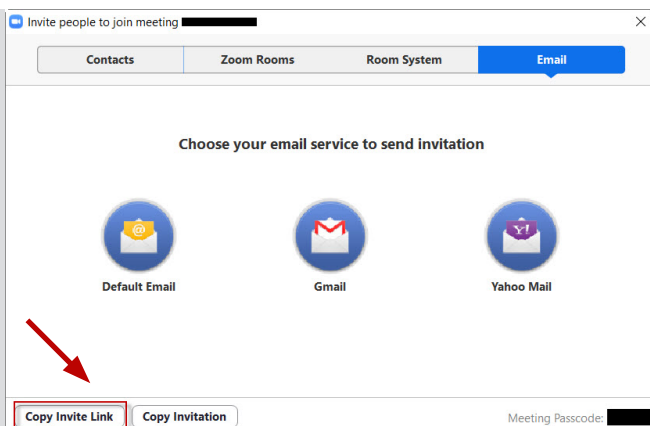 Invite people to join meeting
Contacts Zoom Rooms Room System Email
Choose your email service to send invitation
Default Email Gmail Yahoo Mail
Copy Invite Link Copy Invitation Meeting Passcode: